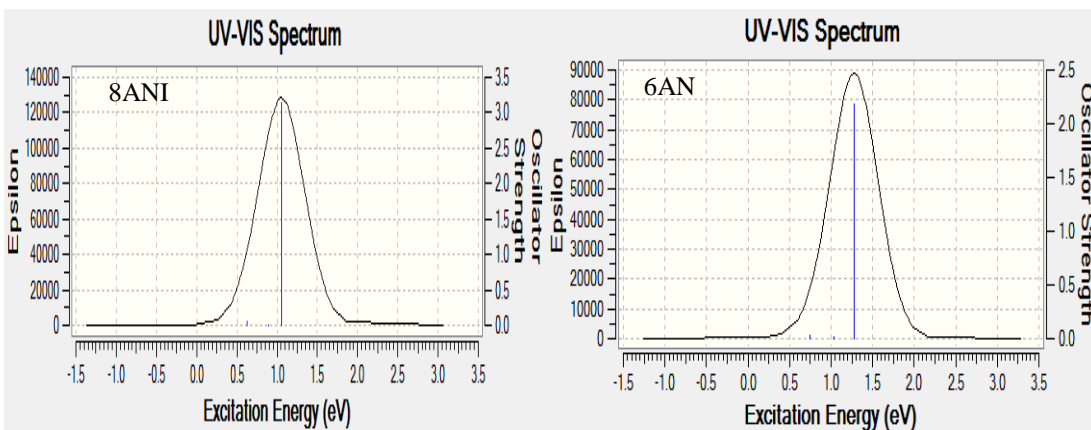 UV-VIS Spectrum
8ANI
Epsilon
140000
120000
100000
80000
60000
40000
20000
0
3.5
3.0
2.5
2.0
1.5
1.0
0.5
0.0
Oscillator
Strength
-1.5 -1.0 -0.5 0.0 0.5 1.0 1.5 2.0 2.5 3.0 3.5
Excitation Energy (eV)
UV-VIS Spectrum
6AN
Epsilon
90000
80000
70000
60000
50000
40000
30000
20000
10000
0
2.5
2.0
1.5
1.0
0.5
0.0
Oscillator Strength
-1.5 -1.0 -0.5 0.0 0.5 1.0 1.5 2.0 2.5 3.0 3.5
Excitation Energy (eV)